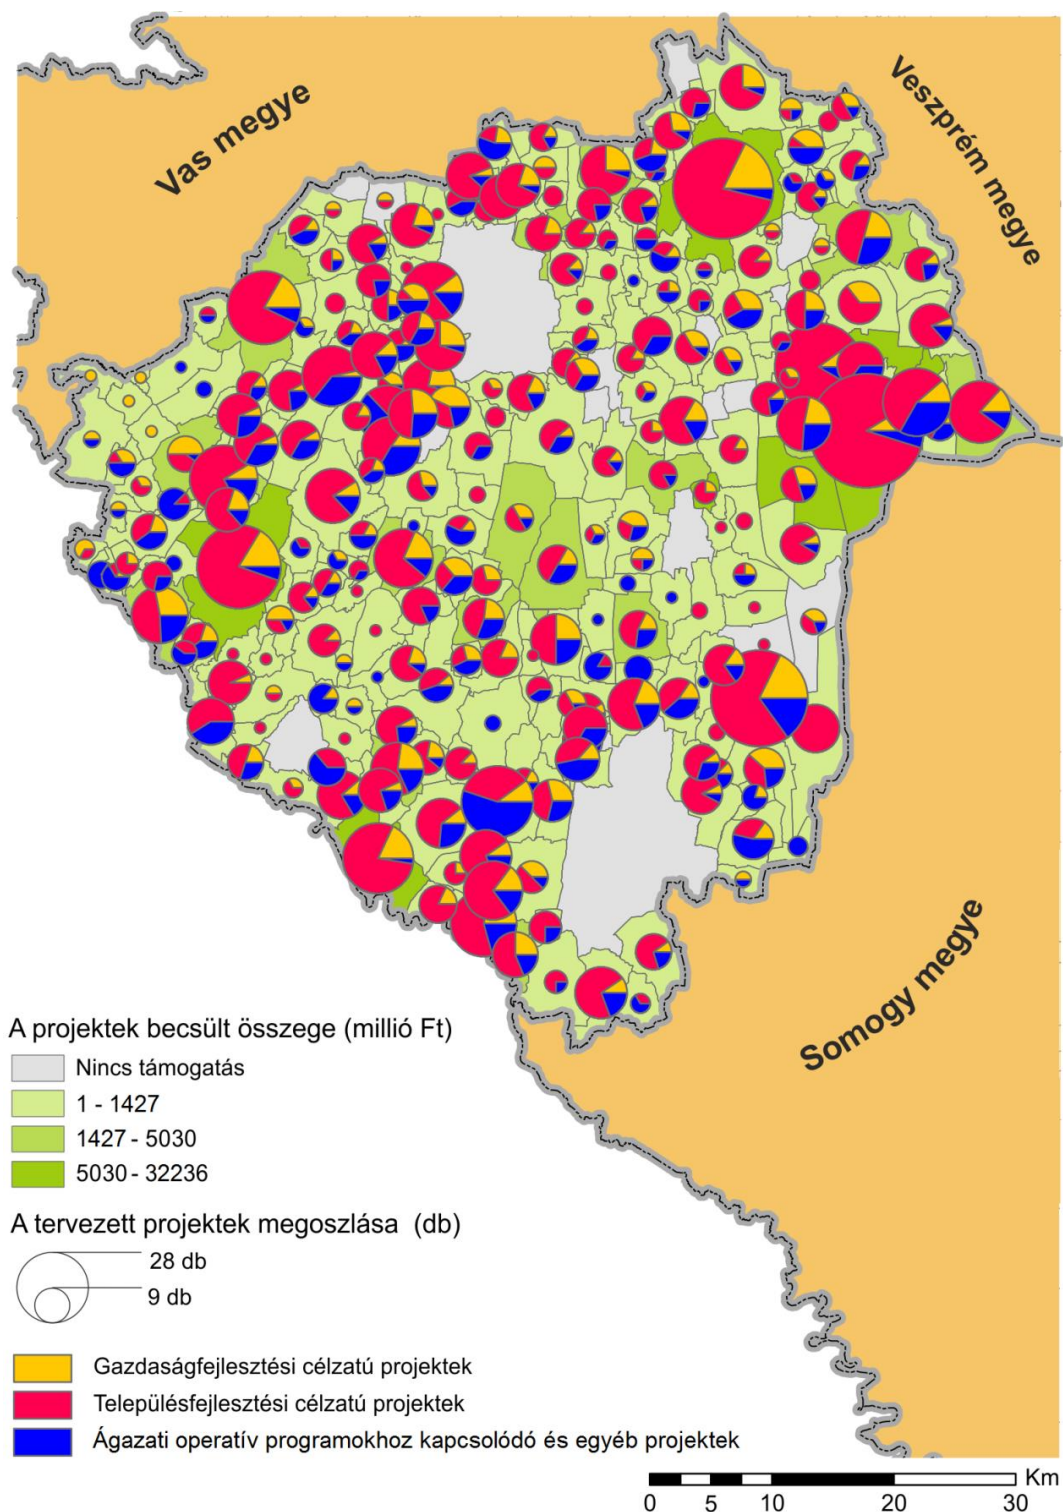 Vas megye
Veszprém megye
Somogy megye
A projektek becsült összege (millió Ft)
Nincs támogatás
1 - 1427
1427 - 5030
5030 - 32236
A tervezett projektek megoszlása (db)
28 db
9 db
Gazdaságfejlesztési célzatú projektek
Településfejlesztési célzatú projektek
Ágazati operatív programokhoz kapcsolódó és egyéb projektek
Km
0 5 10 20 30